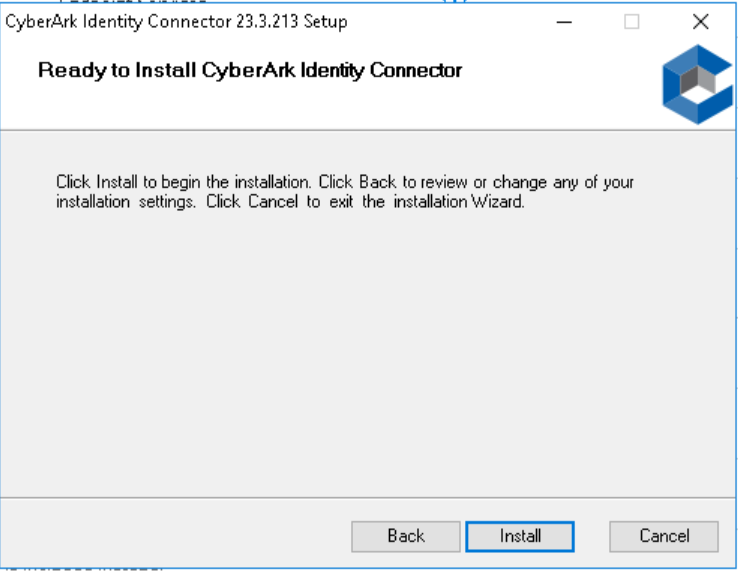 CyberArk Identity Connector 23.3.213 Setup
Ready to Install CyberArk Identity Connector
Click Install to begin the installation. Click Back to review or change any of your
installation settings. Click Cancel to exit the installation Wizard.
Back Install Cancel